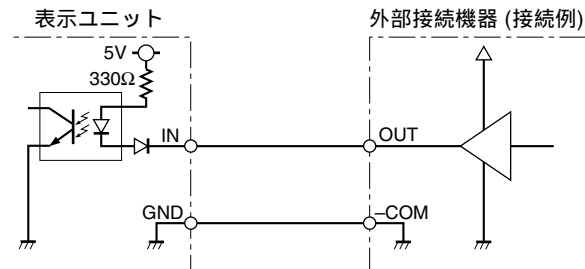 表示ユニット
外部接続機器 (接続例)
5V
330Ω
IN
OUT
GND
–COM